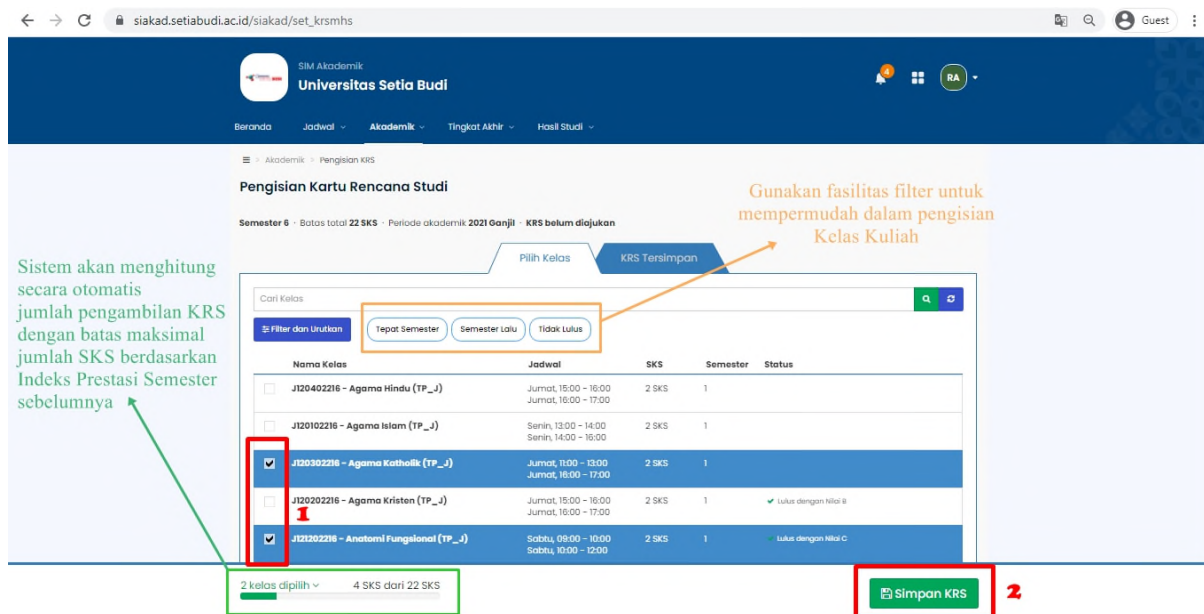 siakad.setiabudi.ac.id/siakad/set_krsmhs
Guest
SIM Akademik
Universitas Setia Budi
4
RA
Beranda
Jadwal
Akademik
Tingkat Akhir
Hasil Studi
Akademik > Pengisian KRS
Pengisian Kartu Rencana Studi
Semester 6 · Batas total 22 SKS · Periode akademik 2021 Ganjil · KRS belum diajukan
Gunakan fasilitas filter untuk
mempermudah dalam pengisian
Kelas Kuliah
Pilih Kelas
KRS Tersimpan
Sistem akan menghitung
secara otomatis
jumlah pengambilan KRS
dengan batas maksimal
jumlah SKS berdasarkan
Indeks Prestasi Semester
sebelumnya
Cari Kelas
Filter dan Urutkan
Tepat Semester
Semester Lalu
Tidak Lulus
Nama Kelas Jadwal SKS Semester Status
J120402216 - Agama Hindu (TP_J) Jumat, 15:00 - 16:00 2 SKS 1
Jumat, 16:00 - 17:00
J120102216 - Agama Islam (TP_J) Senin, 13:00 - 14:00 2 SKS 1
Senin, 14:00 - 16:00
J120302216 - Agama Katholik (TP_J) Jumat, 11:00 - 13:00 2 SKS 1
Jumat, 16:00 - 17:00
J120202216 - Agama Kristen (TP_J) Jumat, 15:00 - 16:00 2 SKS 1 Lulus dengan Nilai B
Jumat, 16:00 - 17:00
1
J121202216 - Anatomi Fungsional (TP_J) Sabtu, 09:00 - 10:00 2 SKS 1 Lulus dengan Nilai C
Sabtu, 10:00 - 12:00
2 kelas dipilih
4 SKS dari 22 SKS
Simpan KRS
2